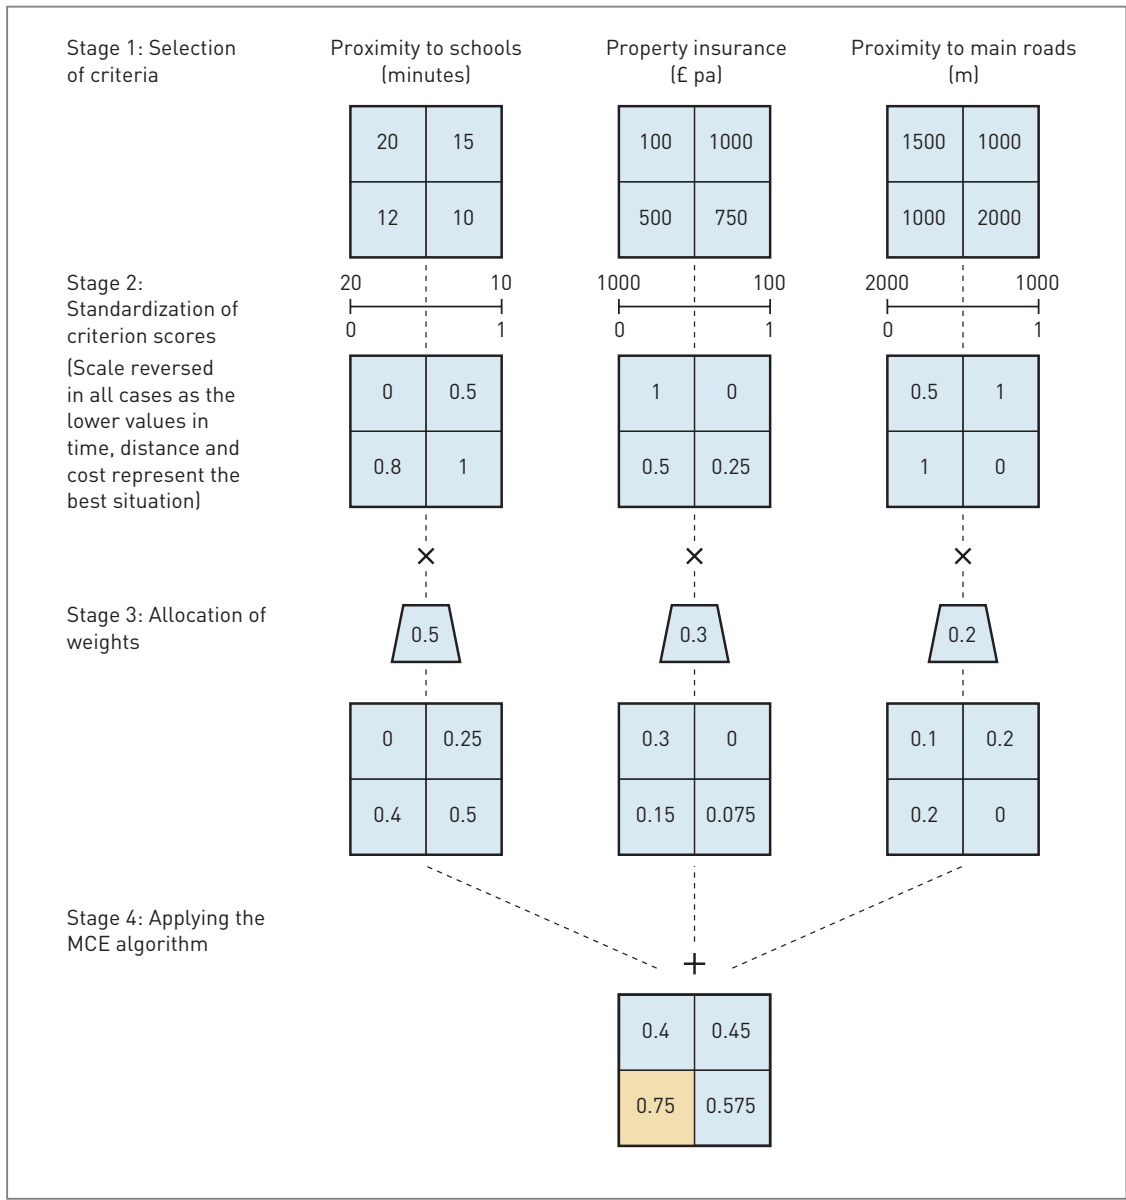 Stage 1: Selection
of criteria
Proximity to schools
(minutes)
Property insurance
(£ pa)
Proximity to main roads
(m)
20 15
12 10
100 1000
500 750
1500 1000
1000 2000
Stage 2:
Standardization of
criterion scores
(Scale reversed
in all cases as the
lower values in
time, distance and
cost represent the
best situation)
20 10
0 1
1000 100
0 1
2000 1000
0 1
0 0.5
0.8 1
1 0
0.5 0.25
0.5 1
1 0
× × ×
Stage 3: Allocation of
weights
0.5
0.3
0.2
0 0.25
0.4 0.5
0.3 0
0.15 0.075
0.1 0.2
0.2 0
Stage 4: Applying the
MCE algorithm
+
0.4 0.45
0.75 0.575